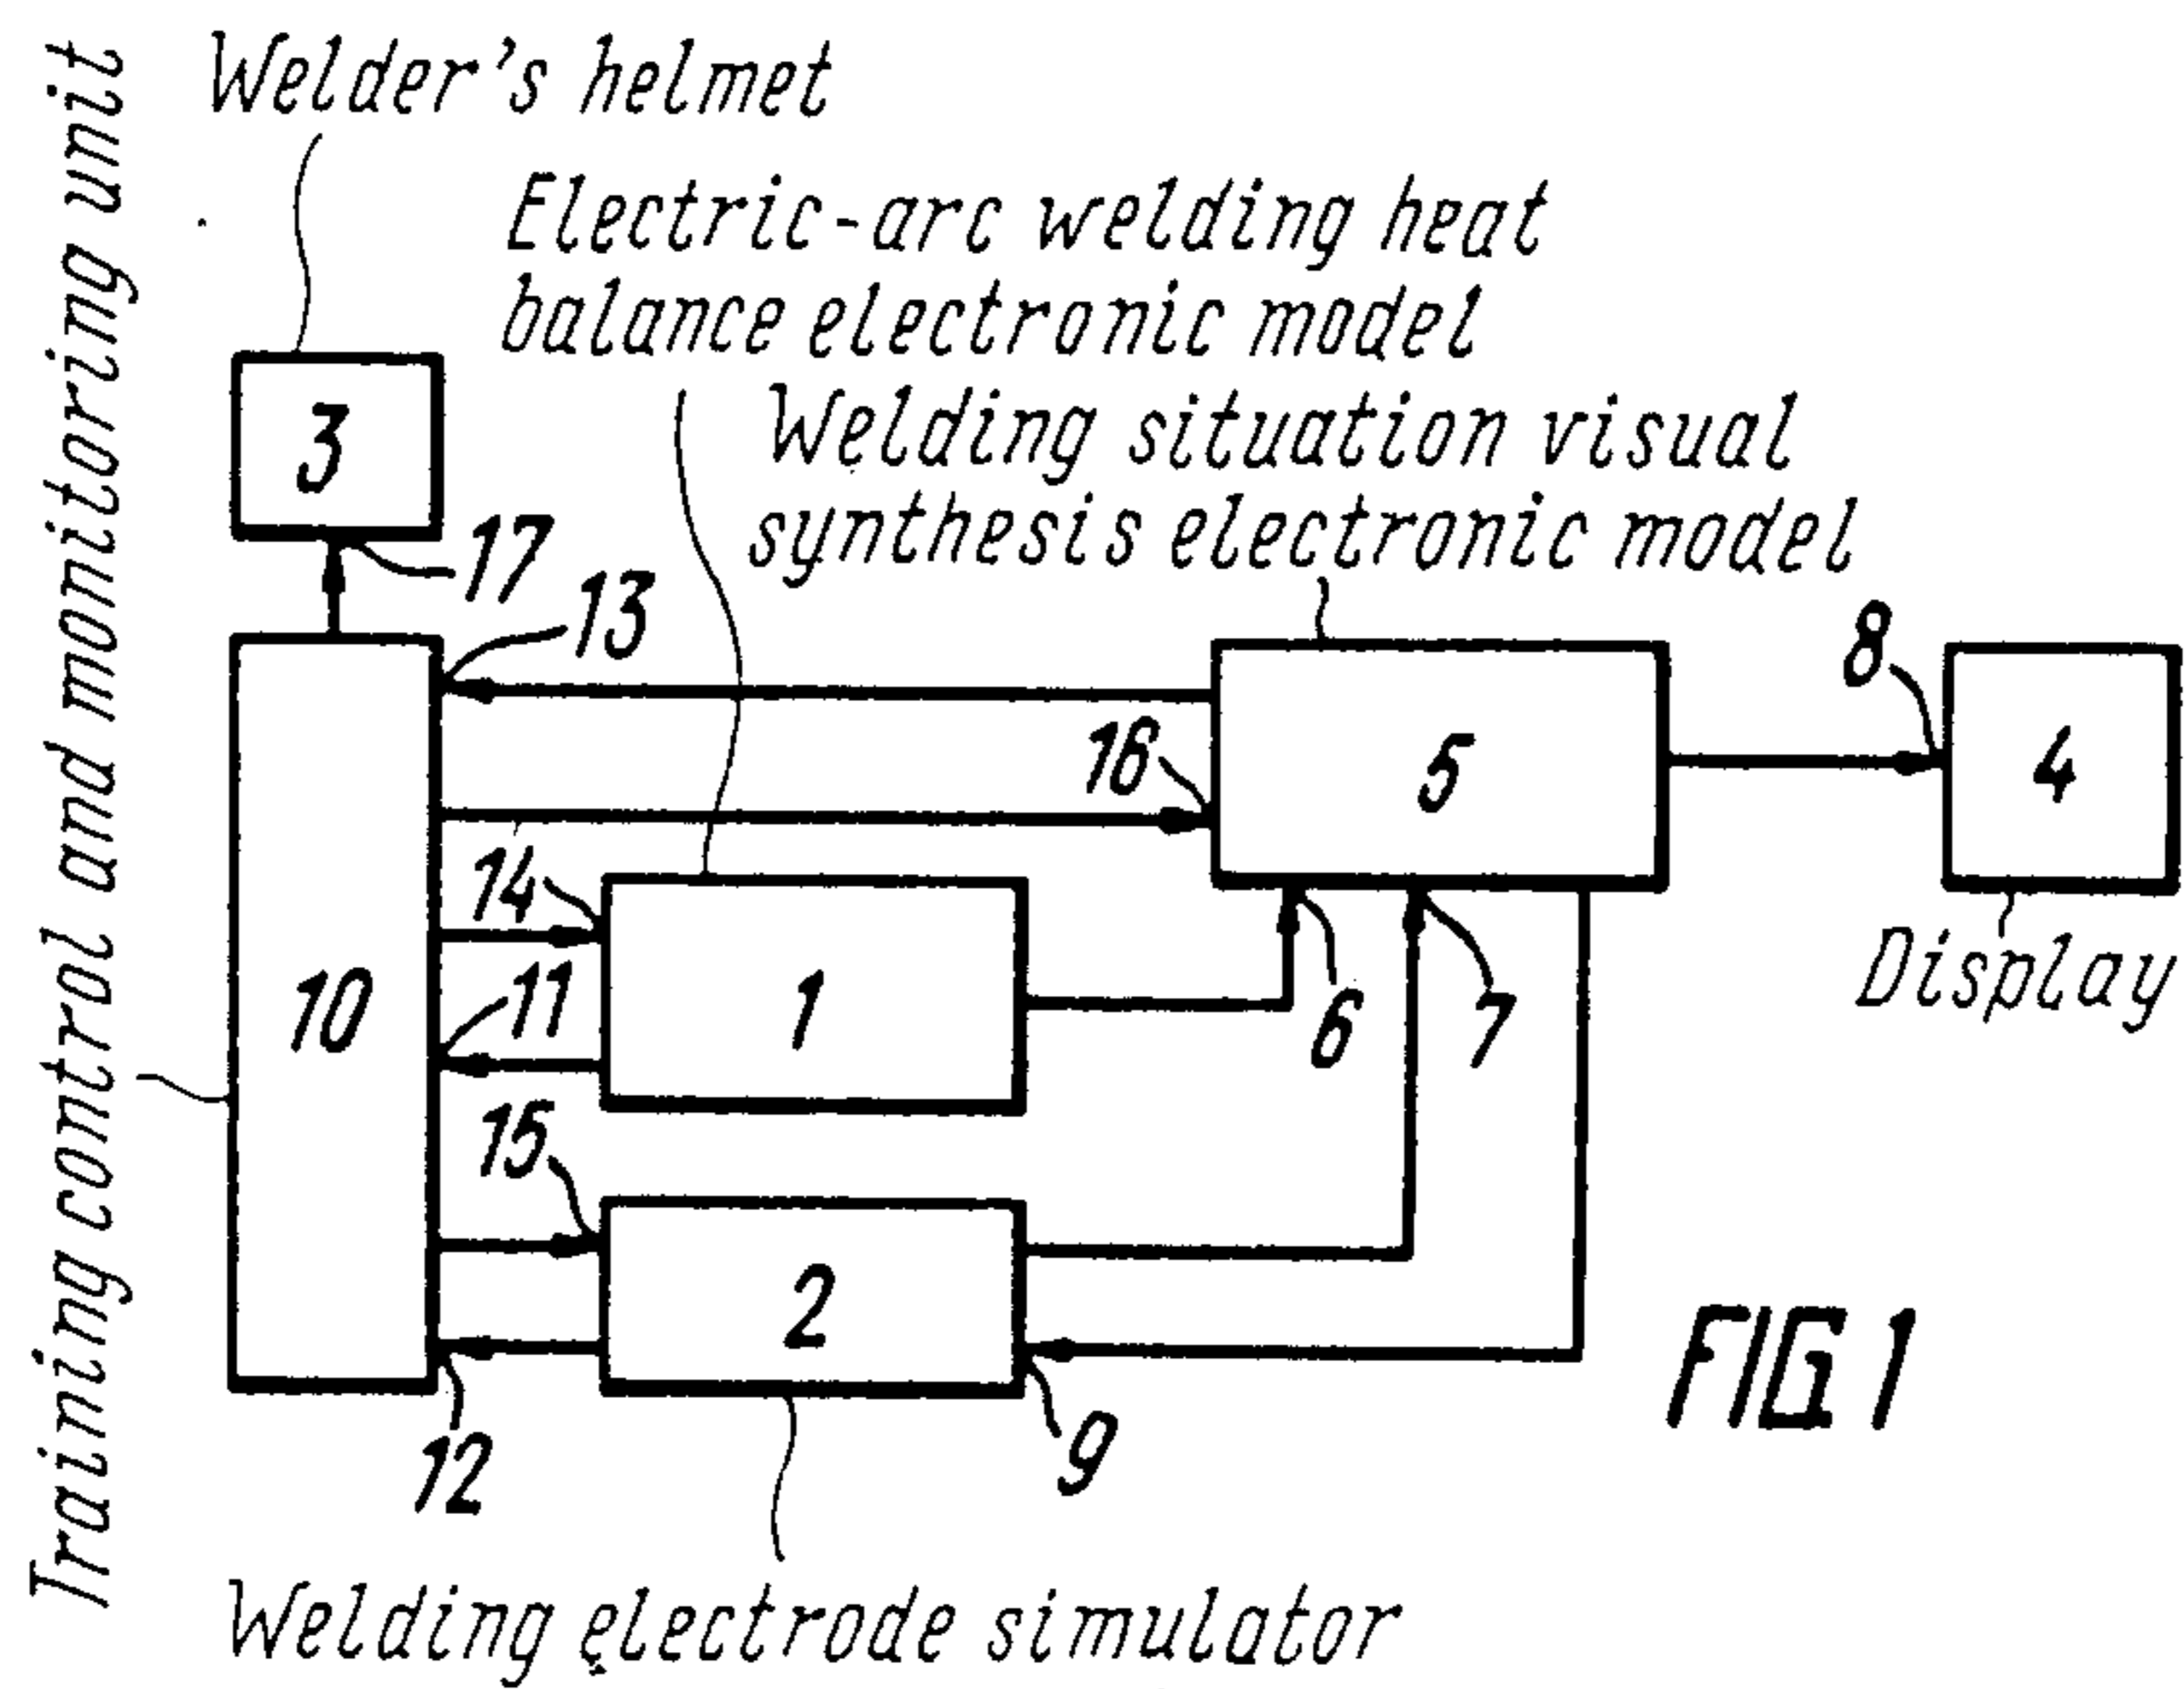 Training control and monitoring unit
Welder's helmet
Electric-arc welding heat
balance electronic model
Welding situation visual
synthesis electronic model
3
17
13
8
16
5
4
14
10
11
1
6
7
Display
15
2
12
9
FIG 1
Welding electrode simulator